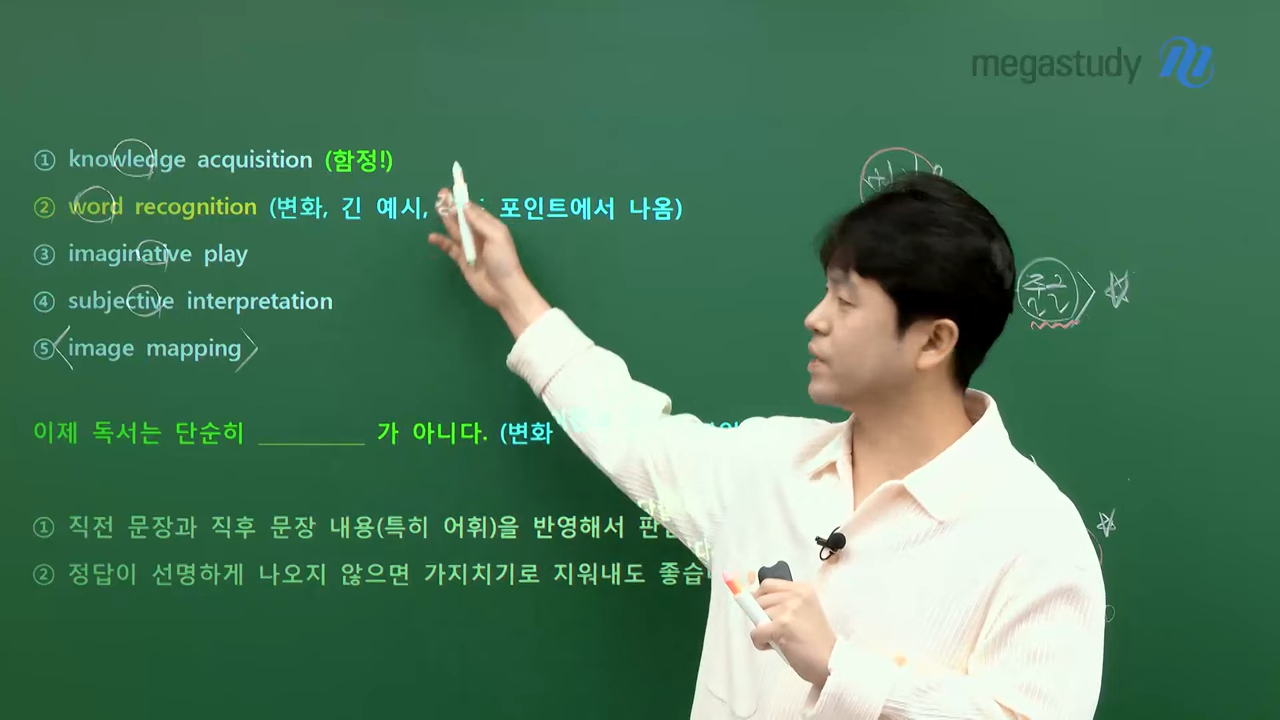 megastudy
① knowledge acquisition (함정!)
② word recognition (변화, 긴 예시, 포인트에서 나옴)
③ imaginative play
④ subjective interpretation
⑤ image mapping
주근
이제 독서는 단순히 ________ 가 아니다. (변화
① 직전 문장과 직후 문장 내용(특히 어휘)을 반영해서
② 정답이 선명하게 나오지 않으면 가지치기로 지워내도